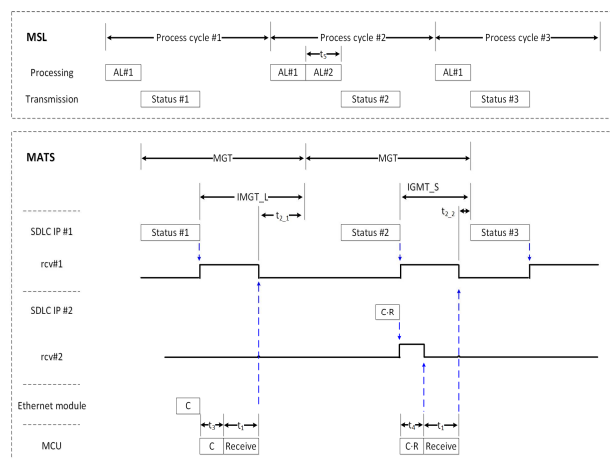 MSL
Process cycle #1
Process cycle #2
Process cycle #3
t5
Processing
AL#1
AL#1
AL#2
AL#1
Transmission
Status #1
Status #2
Status #3
MATS
MGT
MGT
IMGT_L
IGMT_S
t2_1
t2_2
SDLC IP #1
Status #1
Status #2
Status #3
rcv#1
SDLC IP #2
C-R
rcv#2
Ethernet module
C
t3
t1
t4
t1
MCU
C
Receive
C-R
Receive